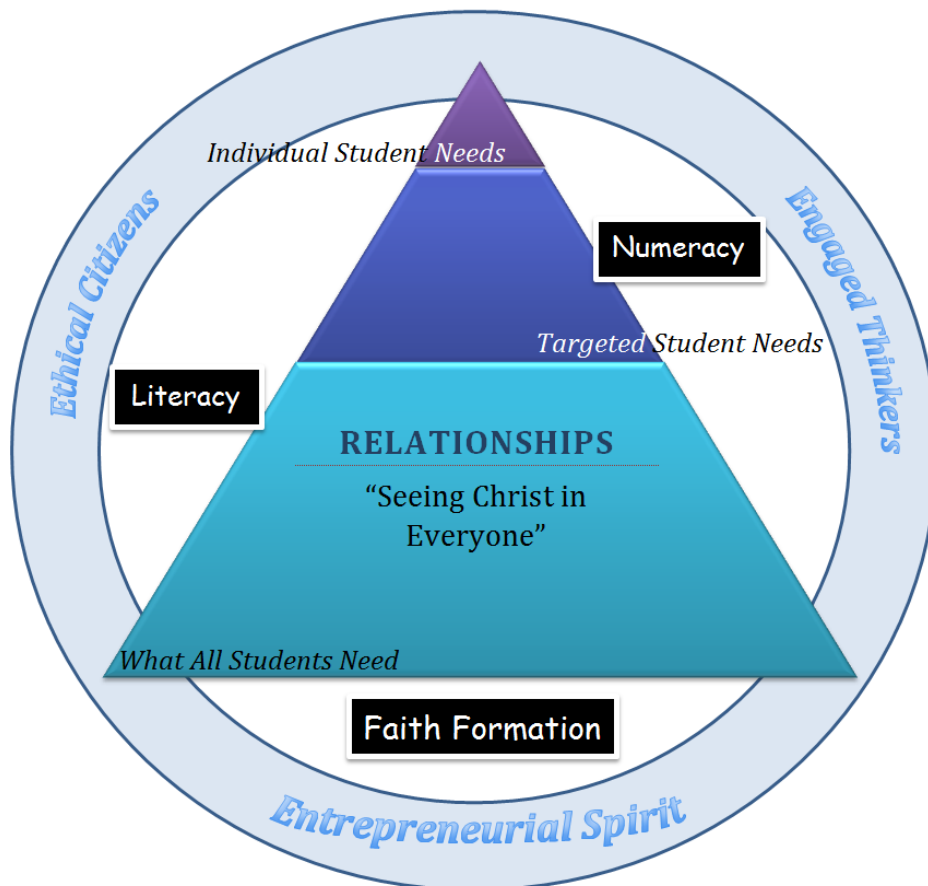 Individual Student Needs
Ethical Citizens
Engaged Thinkers
Numeracy
Targeted Student Needs
Literacy
RELATIONSHIPS
“Seeing Christ in
Everyone”
What All Students Need
Faith Formation
Entrepreneurial Spirit